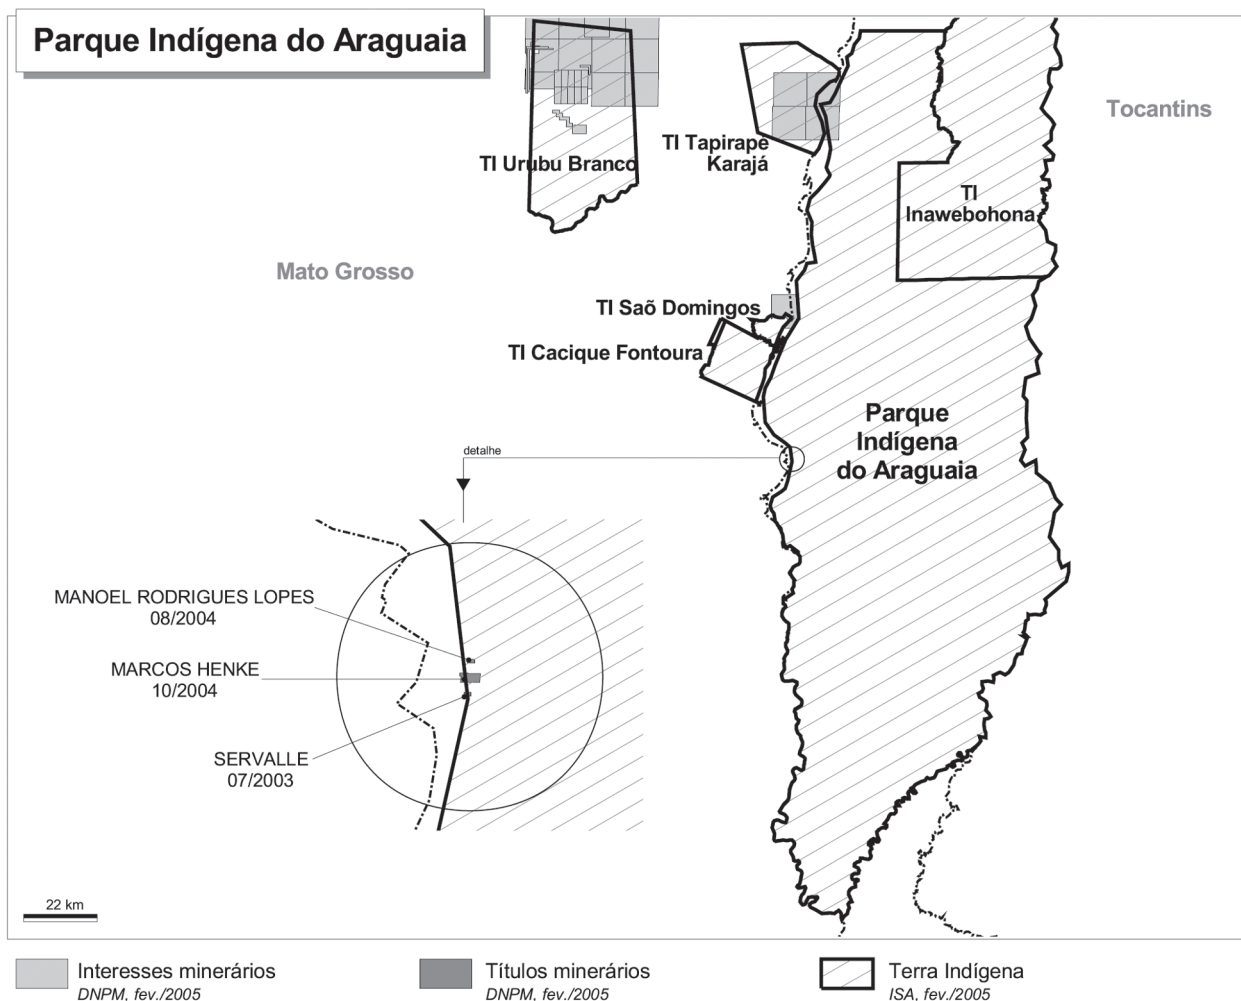 Parque Indígena do Araguaia
Tocantins
TI Tapirape
Karajá
TI Urubu Branco
TI
Inawebohona
Mato Grosso
TI Saõ Domingos
TI Cacique Fontoura
Parque
Indígena
do Araguaia
detalhe
MANOEL RODRIGUES LOPES
08/2004
MARCOS HENKE
10/2004
SERVALLE
07/2003
22 km
Interesses minerários
DNPM, fev./2005
Títulos minerários
DNPM, fev./2005
Terra Indígena
ISA, fev./2005